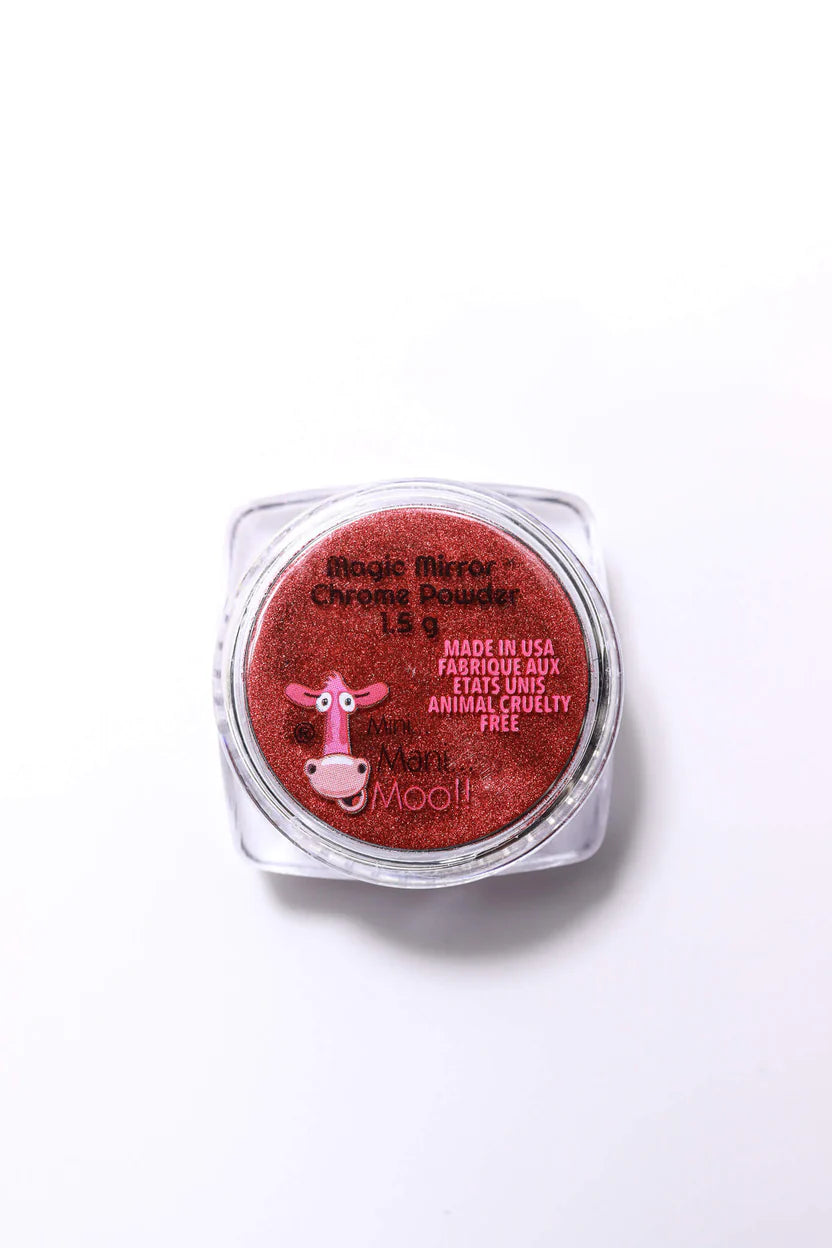 Magic Mirror
Chrome Powder
1.5 g
MADE IN USA
FABRIQUE AUX
ETATS UNIS
ANIMAL CRUELTY
FREE
®
Mini...
Mani...
Moo!!